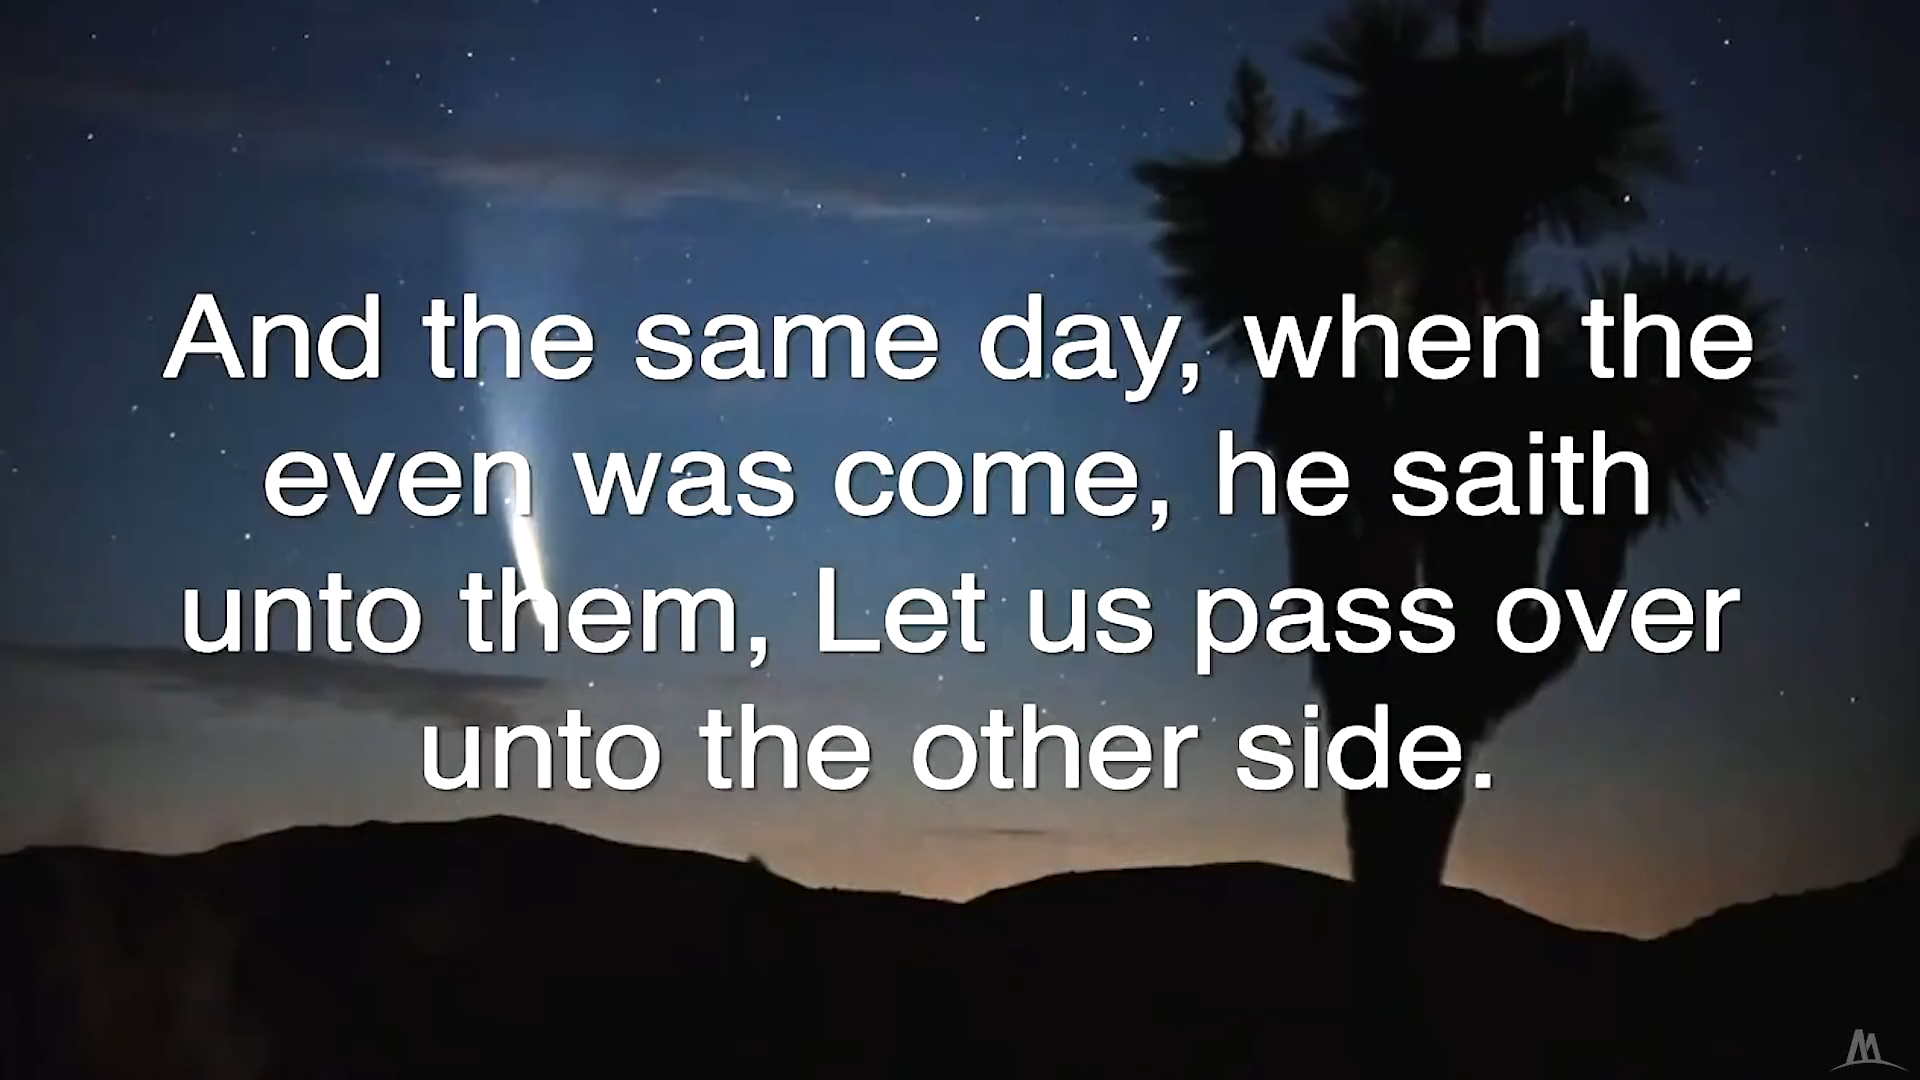 And the same day, when the
even was come, he saith
unto them, Let us pass over
unto the other side.